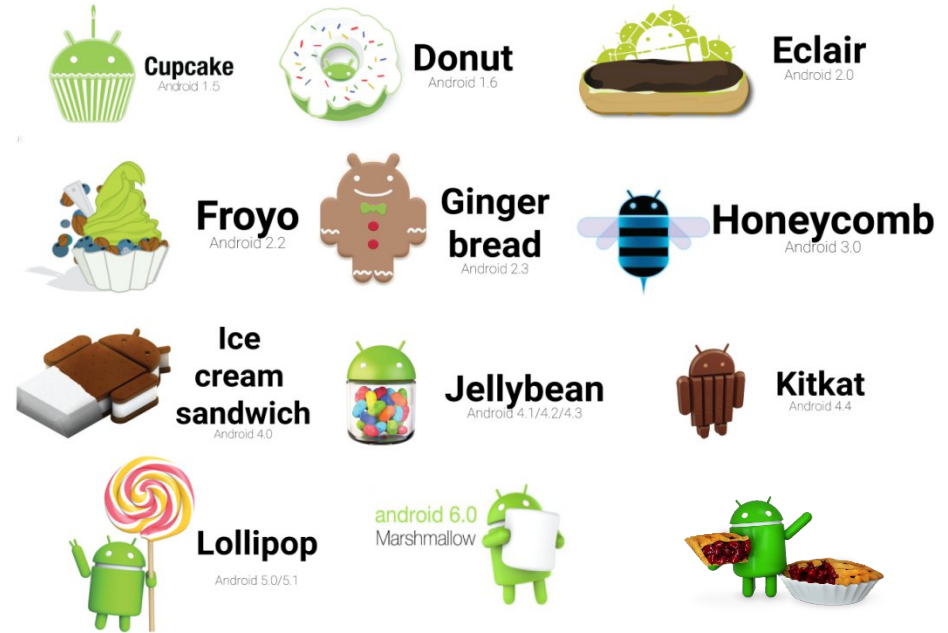 Cupcake
Android 1.5
Donut
Android 1.6
Eclair
Android 2.0
Froyo
Android 2.2
Ginger
bread
Android 2.3
Honeycomb
Android 3.0
Ice
cream
sandwich
Android 4.0
Jellybean
Android 4.1/4.2/4.3
Kitkat
Android 4.4
Lollipop
Android 5.0/5.1
android 6.0
Marshmallow